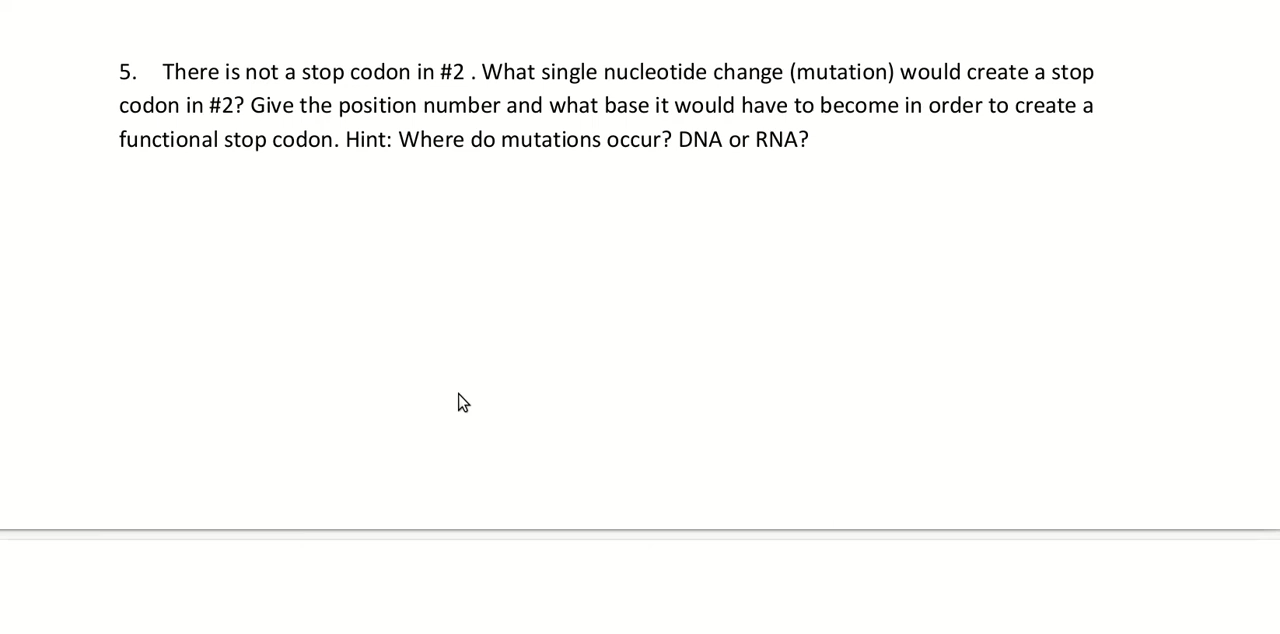 5. There is not a stop codon in #2 . What single nucleotide change (mutation) would create a stop
codon in #2? Give the position number and what base it would have to become in order to create a
functional stop codon. Hint: Where do mutations occur? DNA or RNA?